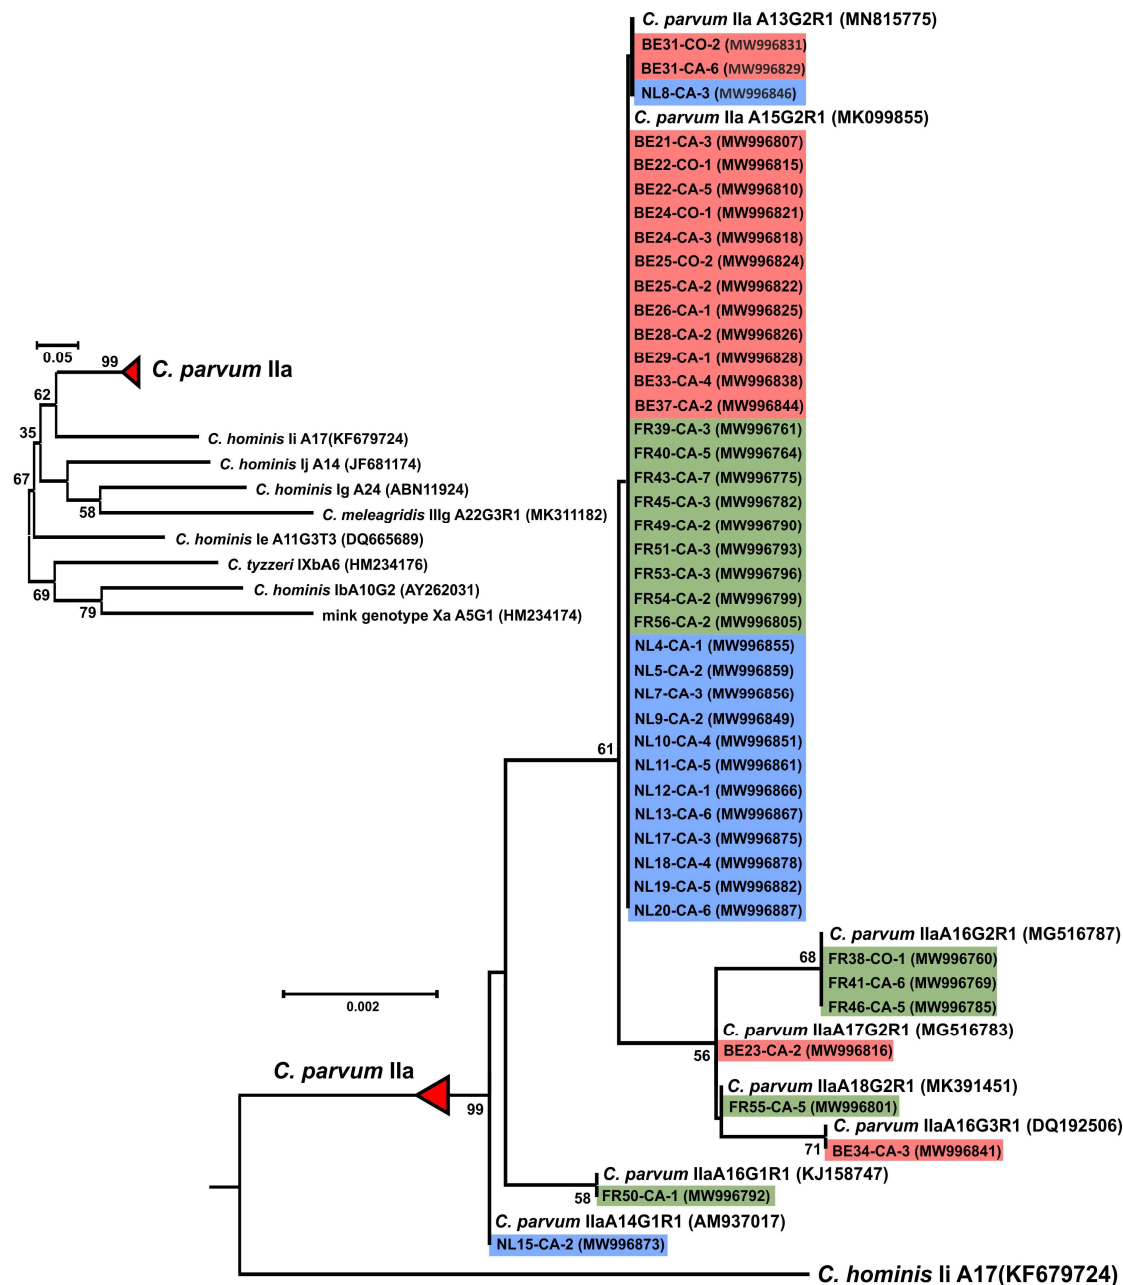 C. parvum IIa A13G2R1 (MN815775)
BE31-CO-2 (MW996831)
BE31-CA-6 (MW996829)
NL8-CA-3 (MW996846)
C. parvum IIa A15G2R1 (MK099855)
BE21-CA-3 (MW996807)
BE22-CO-1 (MW996815)
BE22-CA-5 (MW996810)
BE24-CO-1 (MW996821)
BE24-CA-3 (MW996818)
BE25-CO-2 (MW996824)
BE25-CA-2 (MW996822)
BE26-CA-1 (MW996825)
BE28-CA-2 (MW996826)
BE29-CA-1 (MW996828)
BE33-CA-4 (MW996838)
BE37-CA-2 (MW996844)
FR39-CA-3 (MW996761)
FR40-CA-5 (MW996764)
FR43-CA-7 (MW996775)
FR45-CA-3 (MW996782)
FR49-CA-2 (MW996790)
FR51-CA-3 (MW996793)
FR53-CA-3 (MW996796)
FR54-CA-2 (MW996799)
FR56-CA-2 (MW996805)
NL4-CA-1 (MW996855)
NL5-CA-2 (MW996859)
NL7-CA-3 (MW996856)
NL9-CA-2 (MW996849)
NL10-CA-4 (MW996851)
NL11-CA-5 (MW996861)
NL12-CA-1 (MW996866)
NL13-CA-6 (MW996867)
NL17-CA-3 (MW996875)
NL18-CA-4 (MW996878)
NL19-CA-5 (MW996882)
NL20-CA-6 (MW996887)
0.05
99
C. parvum IIa
62
35
C. hominis Ii A17(KF679724)
C. hominis Ij A14 (JF681174)
67
C. hominis Ig A24 (ABN11924)
58
C. meleagridis IIIg A22G3R1 (MK311182)
C. hominis Ie A11G3T3 (DQ665689)
C. tyzzeri IXbA6 (HM234176)
69
C. hominis IbA10G2 (AY262031)
79
mink genotype Xa A5G1 (HM234174)
61
C. parvum IIaA16G2R1 (MG516787)
68
FR38-CO-1 (MW996760)
FR41-CA-6 (MW996769)
FR46-CA-5 (MW996785)
0.002
C. parvum IIaA17G2R1 (MG516783)
56
BE23-CA-2 (MW996816)
C. parvum IIaA18G2R1 (MK391451)
FR55-CA-5 (MW996801)
C. parvum IIaA16G3R1 (DQ192506)
71
BE34-CA-3 (MW996841)
C. parvum IIa
99
C. parvum IIaA16G1R1 (KJ158747)
58
FR50-CA-1 (MW996792)
C. parvum IIaA14G1R1 (AM937017)
NL15-CA-2 (MW996873)
C. hominis Ii A17(KF679724)